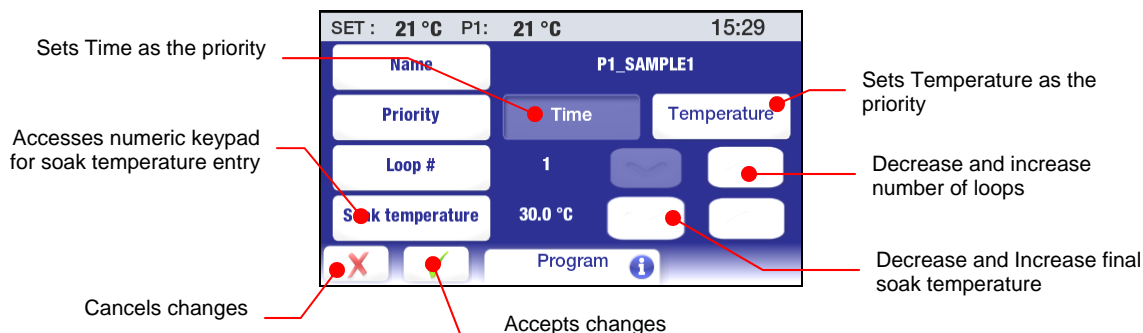 SET : 21 °C P1: 21 °C 15:29
Sets Time as the priority
Name P1_SAMPLE1
Sets Temperature as the
priority
Priority Time Temperature
Accesses numeric keypad
for soak temperature entry
Loop # 1
Decrease and increase
number of loops
Soak temperature 30.0 °C
Decrease and Increase final
soak temperature
Program i
Cancels changes
Accepts changes